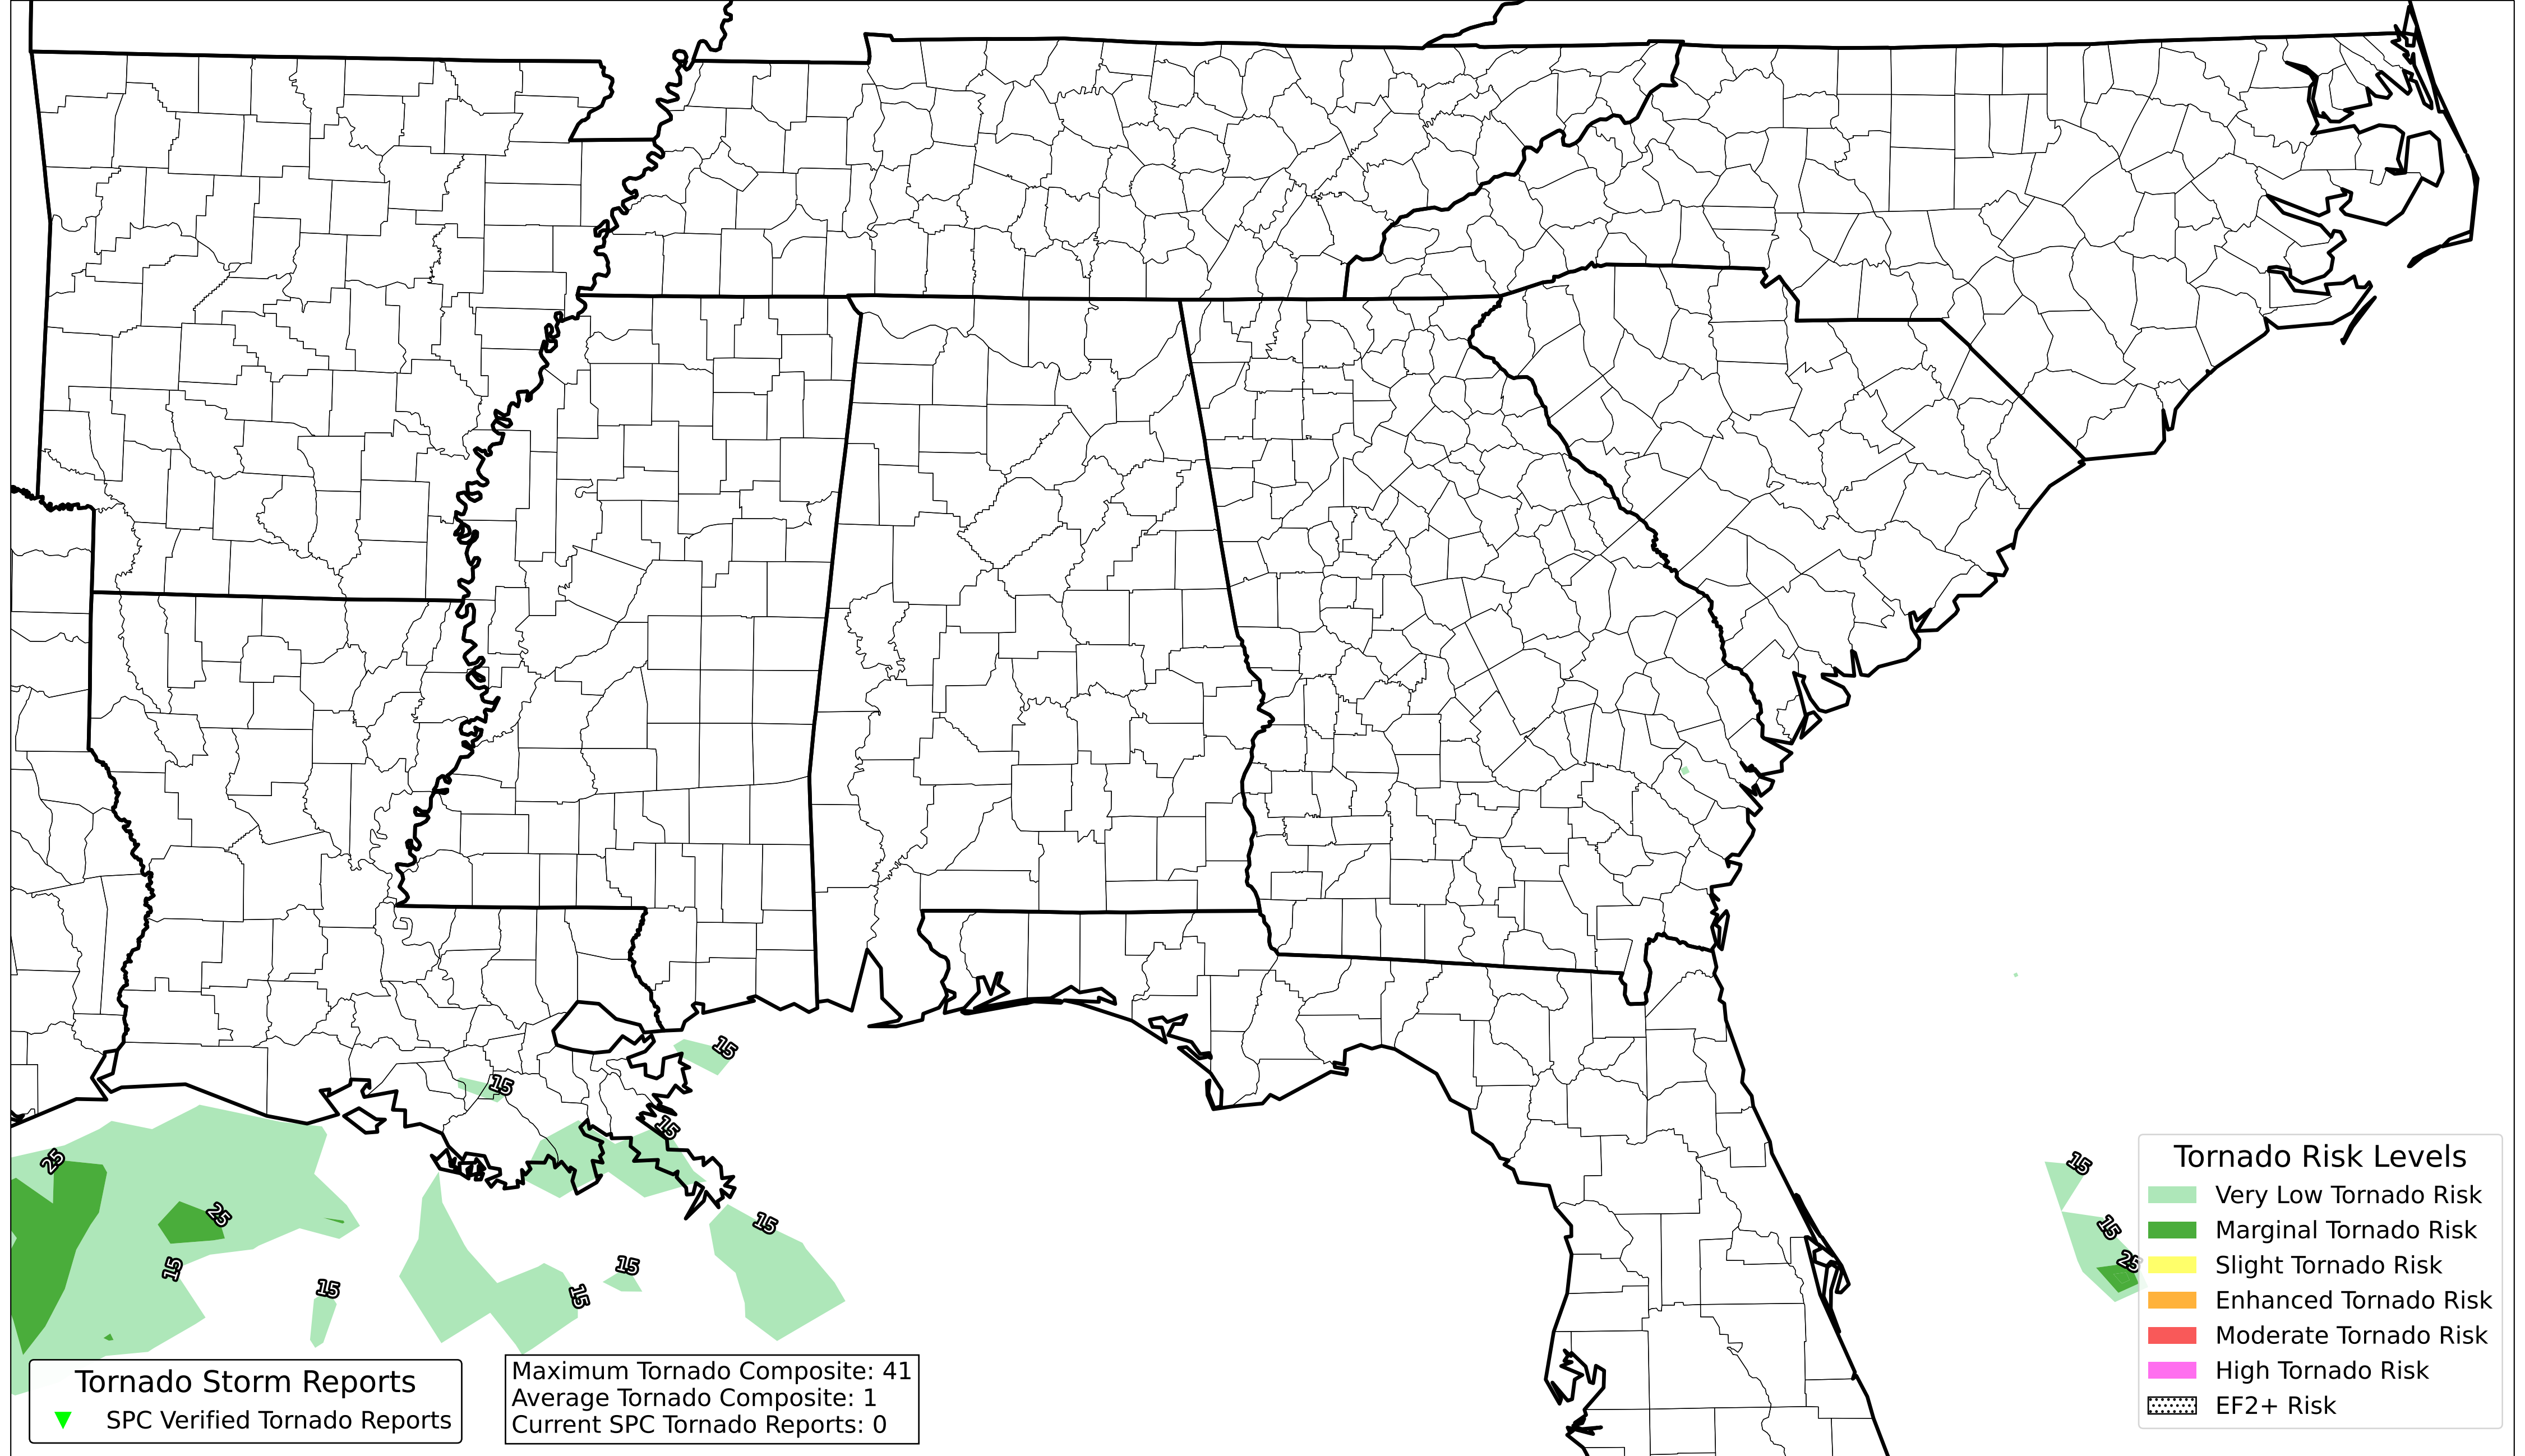 15
15
15
25
15
25
15
15
15
25
15
15
15
Tornado Risk Levels
Very Low Tornado Risk
Marginal Tornado Risk
Slight Tornado Risk
Enhanced Tornado Risk
Moderate Tornado Risk
High Tornado Risk
EF2+ Risk
Tornado Storm Reports
SPC Verified Tornado Reports
Maximum Tornado Composite: 41
Average Tornado Composite: 1
Current SPC Tornado Reports: 0